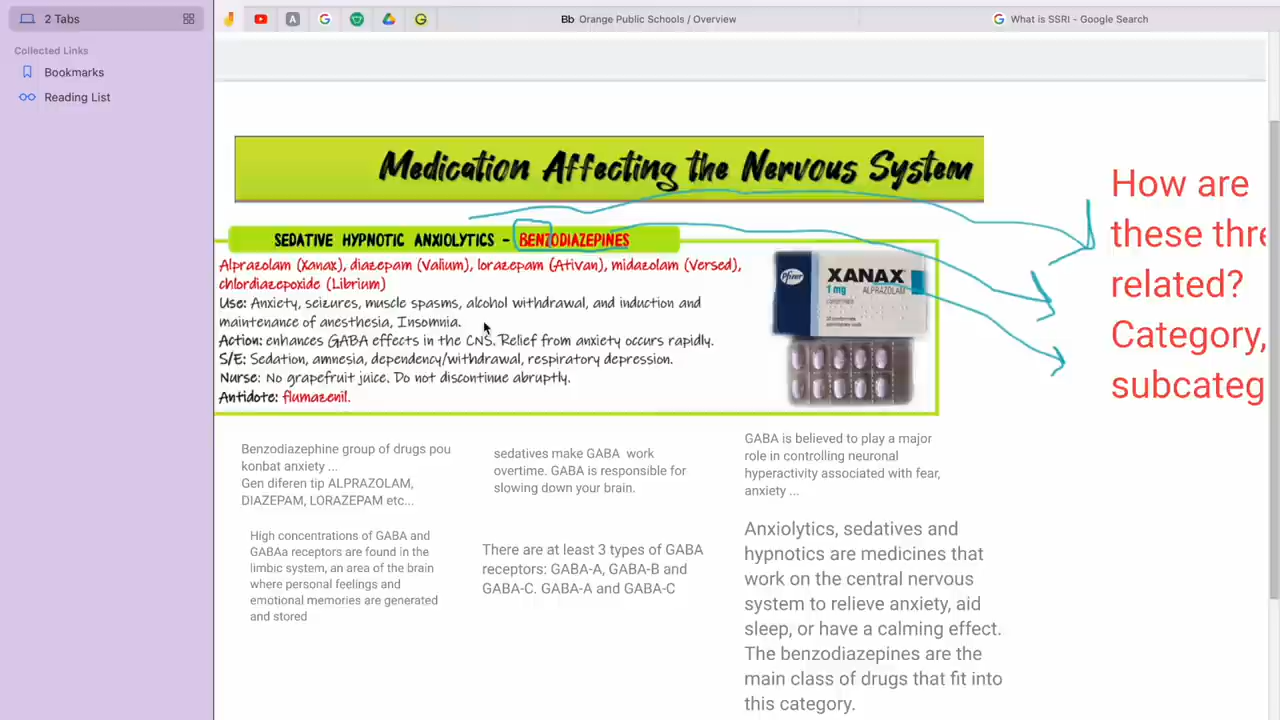 2 Tabs
Collected Links
Bookmarks
Reading List
A
G
G
Bb Orange Public Schools / Overview
G What is SSRI - Google Search
Medication Affecting the Nervous System
SEDATIVE HYPNOTIC ANXIOLYTICS - BENZODIAZEPINES
Alprazolam (Xanax), diazepam (Valium), lorazepam (Ativan), midazolam (Versed),
chlordiazepoxide (Librium)
Use: Anxiety, seizures, muscle spasms, alcohol withdrawal, and induction and
maintenance of anesthesia, Insomnia.
Action: enhances GABA effects in the CNS. Relief from anxiety occurs rapidly.
S/E: Sedation, amnesia, dependency/withdrawal, respiratory depression.
Nurse: No grapefruit juice. Do not discontinue abruptly.
Antidote: flumazenil.
Pfizer
XANAX
1 mg ALPRAZOLAM
How are
these thre
related?
Category,
subcateg
Benzodiazephine group of drugs pou
konbat anxiety ...
Gen diferen tip ALPRAZOLAM,
DIAZEPAM, LORAZEPAM etc...
sedatives make GABA work
overtime. GABA is responsible for
slowing down your brain.
GABA is believed to play a major
role in controlling neuronal
hyperactivity associated with fear,
anxiety ...
High concentrations of GABA and
GABAa receptors are found in the
limbic system, an area of the brain
where personal feelings and
emotional memories are generated
and stored
There are at least 3 types of GABA
receptors: GABA-A, GABA-B and
GABA-C. GABA-A and GABA-C
Anxiolytics, sedatives and
hypnotics are medicines that
work on the central nervous
system to relieve anxiety, aid
sleep, or have a calming effect.
The benzodiazepines are the
main class of drugs that fit into
this category.